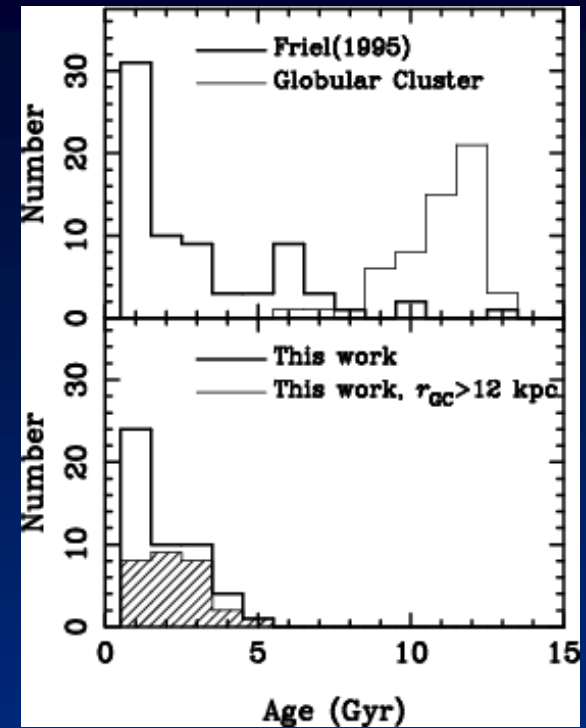 Friel(1995)
Globular Cluster
30
20
10
0
Number
This work
This work, rGC>12 kpc
30
20
10
0
Number
0 5 10 15
Age (Gyr)